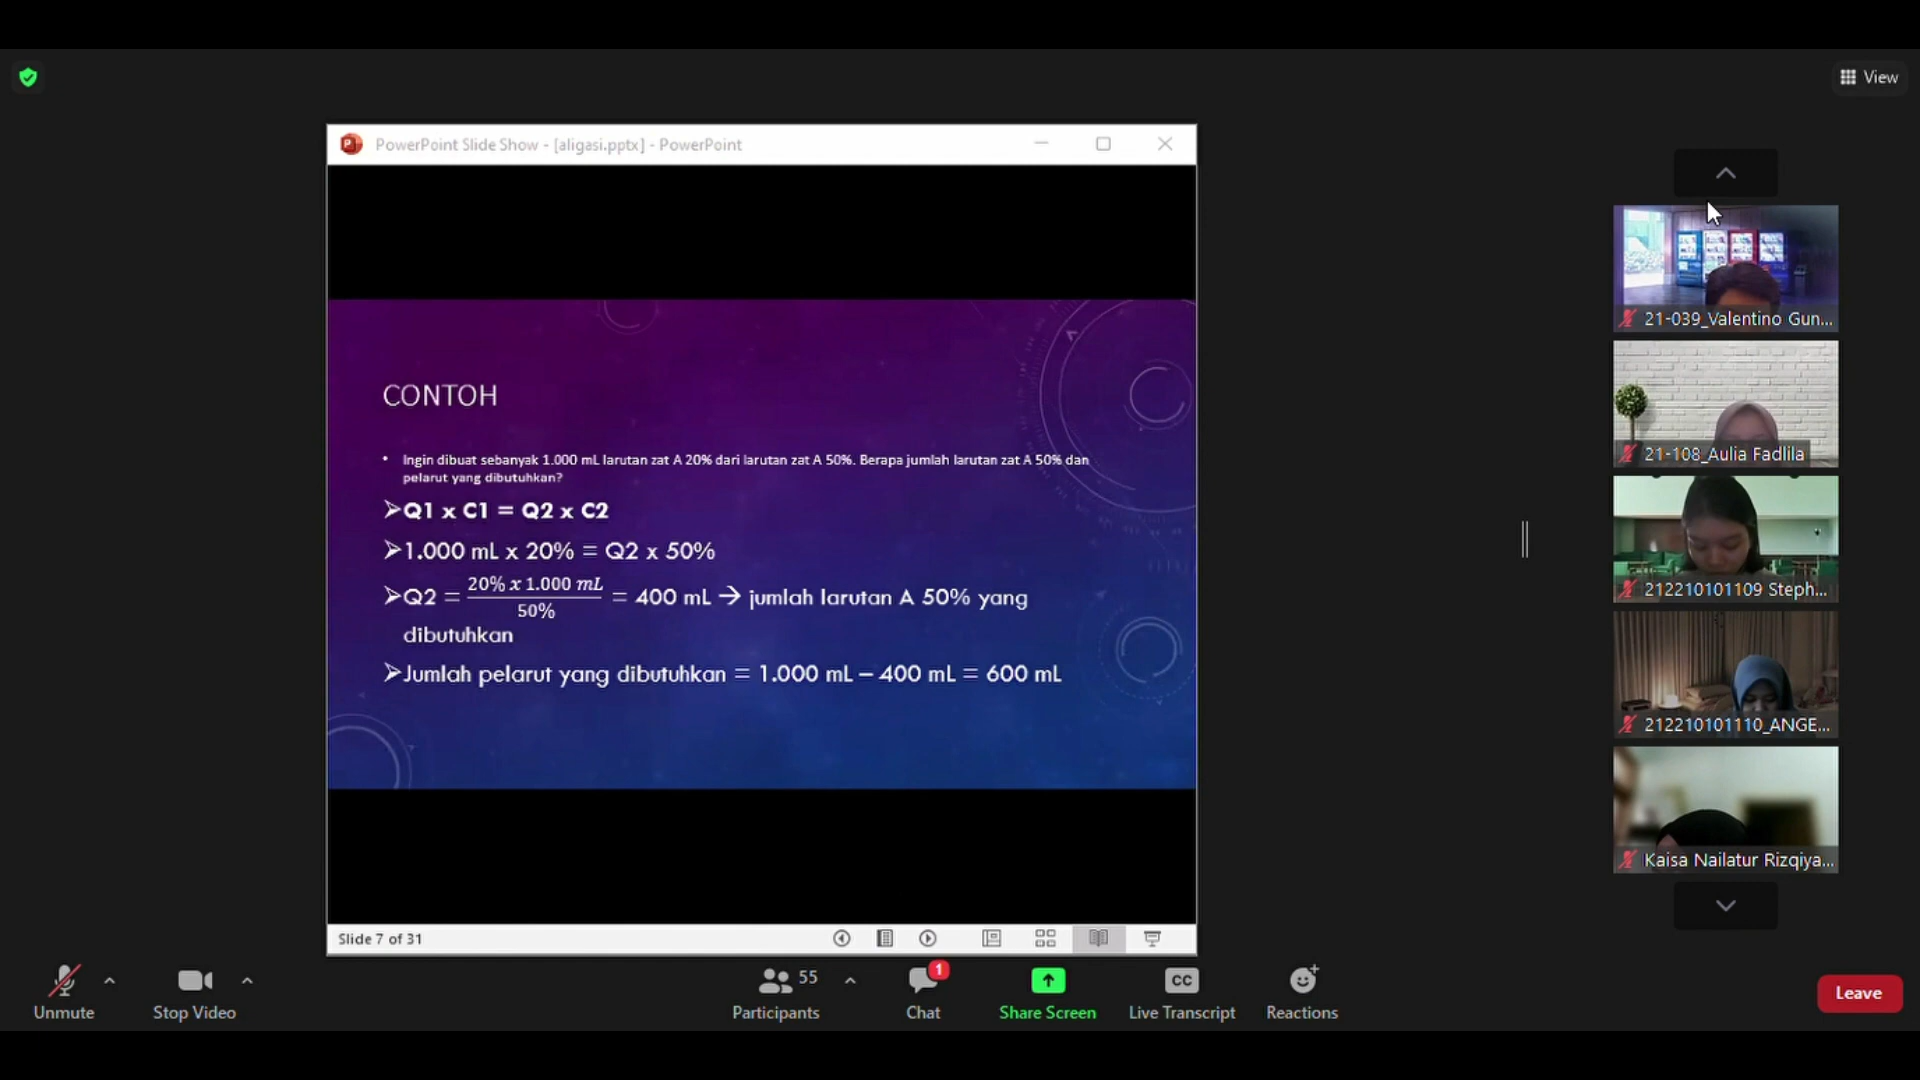 View
PowerPoint Slide Show - [aligasi.pptx] - PowerPoint
CONTOH
• Ingin dibuat sebanyak 1.000 mL larutan zat A 20% dari larutan zat A 50%. Berapa jumlah larutan zat A 50% dan
pelarut yang dibutuhkan?
➢Q1 x C1 = Q2 x C2
➢1.000 mL x 20% = Q2 x 50%
➢Q2 = 20% x 1.000 mL / 50% = 400 mL → jumlah larutan A 50% yang
dibutuhkan
➢Jumlah pelarut yang dibutuhkan = 1.000 mL – 400 mL = 600 mL
Slide 7 of 31
21-039_Valentino Gun...
21-108_Aulia Fadlila
212210101109 Steph...
212210101110_ANGE...
Kaisa Nailatur Rizqiya...
Unmute
Stop Video
55
Participants
1
Chat
Share Screen
CC
Live Transcript
Reactions
Leave